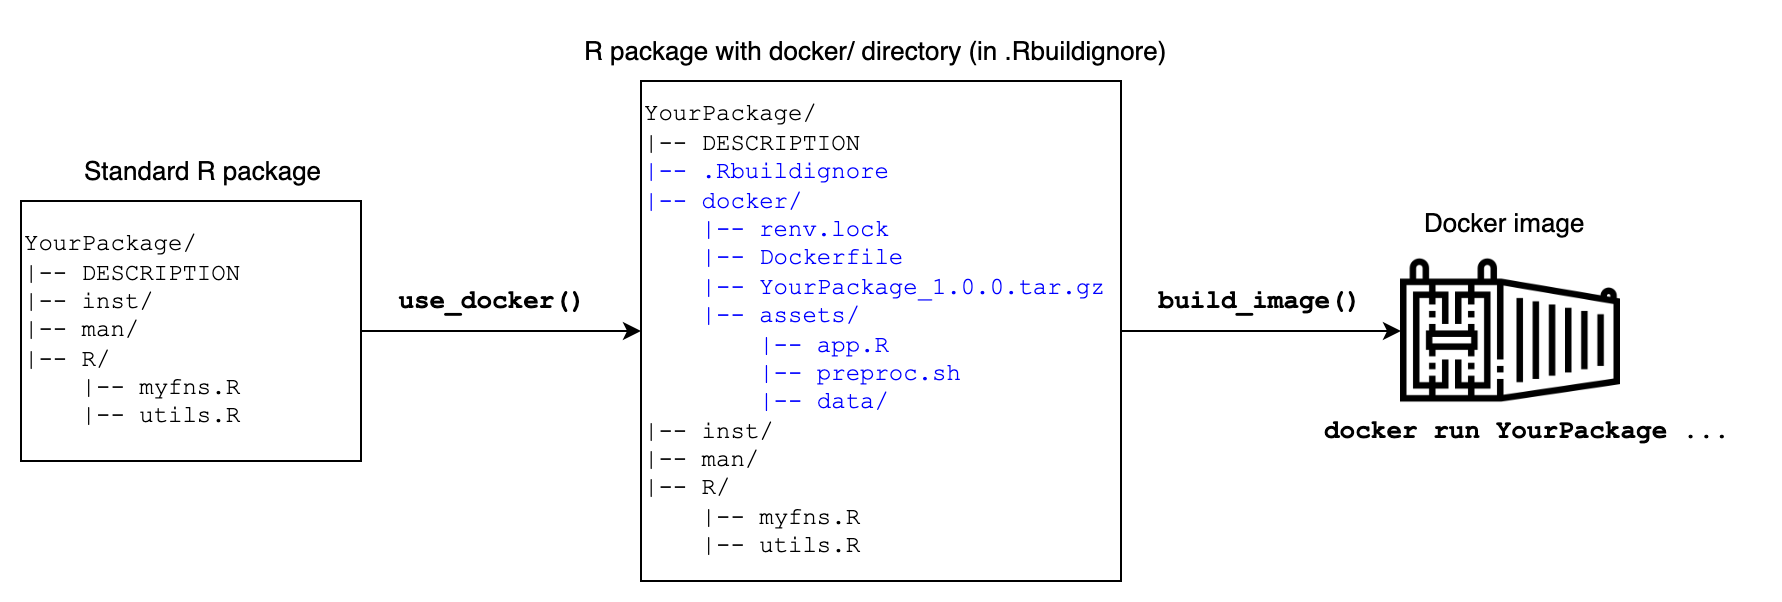 Standard R package
YourPackage/
|-- DESCRIPTION
|-- inst/
|-- man/
|-- R/
    |-- myfns.R
    |-- utils.R
use_docker()
R package with docker/ directory (in .Rbuildignore)
YourPackage/
|-- DESCRIPTION
|-- .Rbuildignore
|-- docker/
    |-- renv.lock
    |-- Dockerfile
    |-- YourPackage_1.0.0.tar.gz
    |-- assets/
        |-- app.R
        |-- preproc.sh
        |-- data/
|-- inst/
|-- man/
|-- R/
    |-- myfns.R
    |-- utils.R
build_image()
Docker image
docker run YourPackage ...